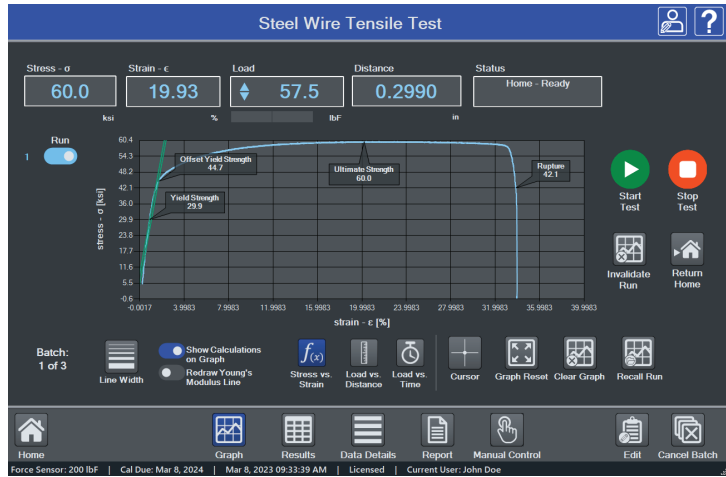 Steel Wire Tensile Test
?
Stress - σ
Strain - ϵ
Load
Distance
Status
60.0
19.93
57.5
0.2990
Home - Ready
ksi
%
lbF
in
Run
1
stress - σ [ksi]
60.4
54.3
48.2
42.1
36.0
29.9
23.8
17.7
11.6
5.5
-0.6
Offset Yield Strength
44.7
Yield Strength
29.9
Ultimate Strength
60.0
Rupture
42.1
-0.0017
3.9983
7.9983
11.9983
15.9983
19.9983
23.9983
27.9983
31.9983
35.9983
39.9983
strain - ε [%]
Start
Test
Stop
Test
Invalidate
Run
Return
Home
Batch:
1 of 3
Line Width
Show Calculations
on Graph
Redraw Young's
Modulus Line
f(x)
Stress vs.
Strain
Load vs.
Distance
Load vs.
Time
Cursor
Graph Reset
Clear Graph
Recall Run
Home
Graph
Results
Data Details
Report
Manual Control
Edit
Cancel Batch
Force Sensor: 200 lbF | Cal Due: Mar 8, 2024 | Mar 8, 2023 09:33:39 AM | Licensed | Current User: John Doe